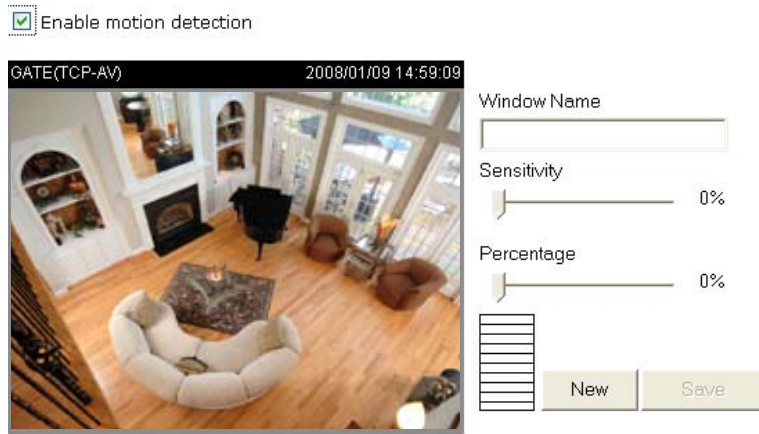 Enable motion detection
GATE(TCP-AV) 2008/01/09 14:59:09
Window Name
Sensitivity
0%
Percentage
0%
New Save